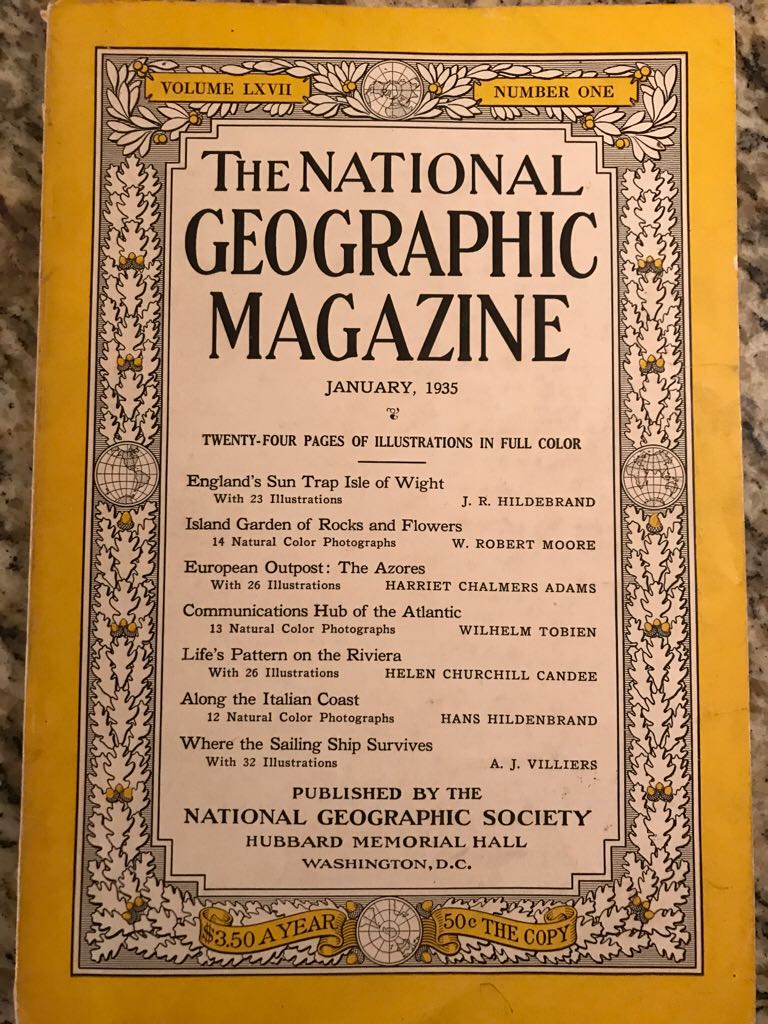 VOLUME LXVII
NUMBER ONE
THE NATIONAL
GEOGRAPHIC
MAGAZINE
JANUARY, 1935
TWENTY-FOUR PAGES OF ILLUSTRATIONS IN FULL COLOR
England's Sun Trap Isle of Wight
With 23 Illustrations J. R. HILDEBRAND
Island Garden of Rocks and Flowers
14 Natural Color Photographs W. ROBERT MOORE
European Outpost: The Azores
With 26 Illustrations HARRIET CHALMERS ADAMS
Communications Hub of the Atlantic
13 Natural Color Photographs WILHELM TOBIEN
Life's Pattern on the Riviera
With 26 Illustrations HELEN CHURCHILL CANDEE
Along the Italian Coast
12 Natural Color Photographs HANS HILDENBRAND
Where the Sailing Ship Survives
With 32 Illustrations A. J. VILLIERS
PUBLISHED BY THE
NATIONAL GEOGRAPHIC SOCIETY
HUBBARD MEMORIAL HALL
WASHINGTON, D.C.
$3.50 A YEAR
50c THE COPY